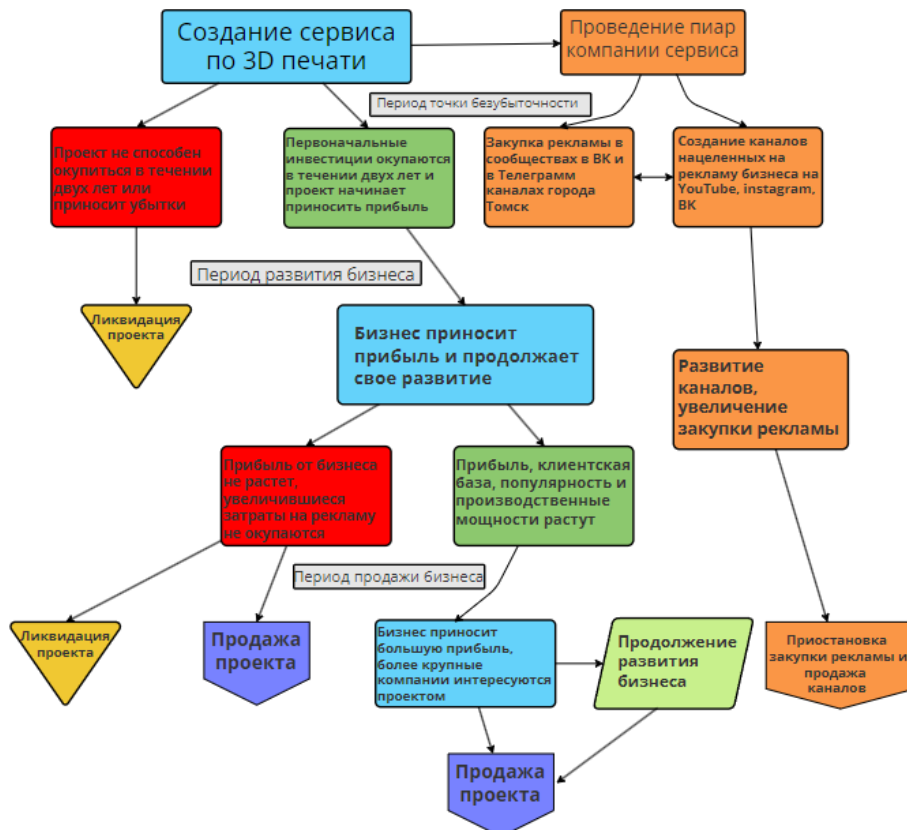 Создание сервиса
по 3D печати
Проведение пиар
компании сервиса
Период точки безубыточности
Проект не способен
окупиться в течении
двух лет или
приносит убытки
Первоначальные
инвестиции окупаются
в течении двух лет и
проект начинает
приносить прибыль
Закупка рекламы в
сообществах в ВК и в
в Телеграмм
каналах города
Томск
Создание каналов
нацеленных на
рекламу бизнеса на
YouTube, instagram,
ВК
Период развития бизнеса
Ликвидация
проекта
Бизнес приносит
прибыль и продолжает
свое развитие
Развитие
каналов,
увеличение
закупки рекламы
Прибыль от бизнеса
не растет,
увеличившиеся
затраты на рекламу
не окупаются
Прибыль, клиентская
база, популярность и
производственные
мощности растут
Период продажи бизнеса
Ликвидация
проекта
Продажа
проекта
Бизнес приносит
большую прибыль,
более крупные
компании интересуются
проектом
Продолжение
развития
бизнеса
Приостановка
закупки рекламы и
продажа
каналов
Продажа
проекта